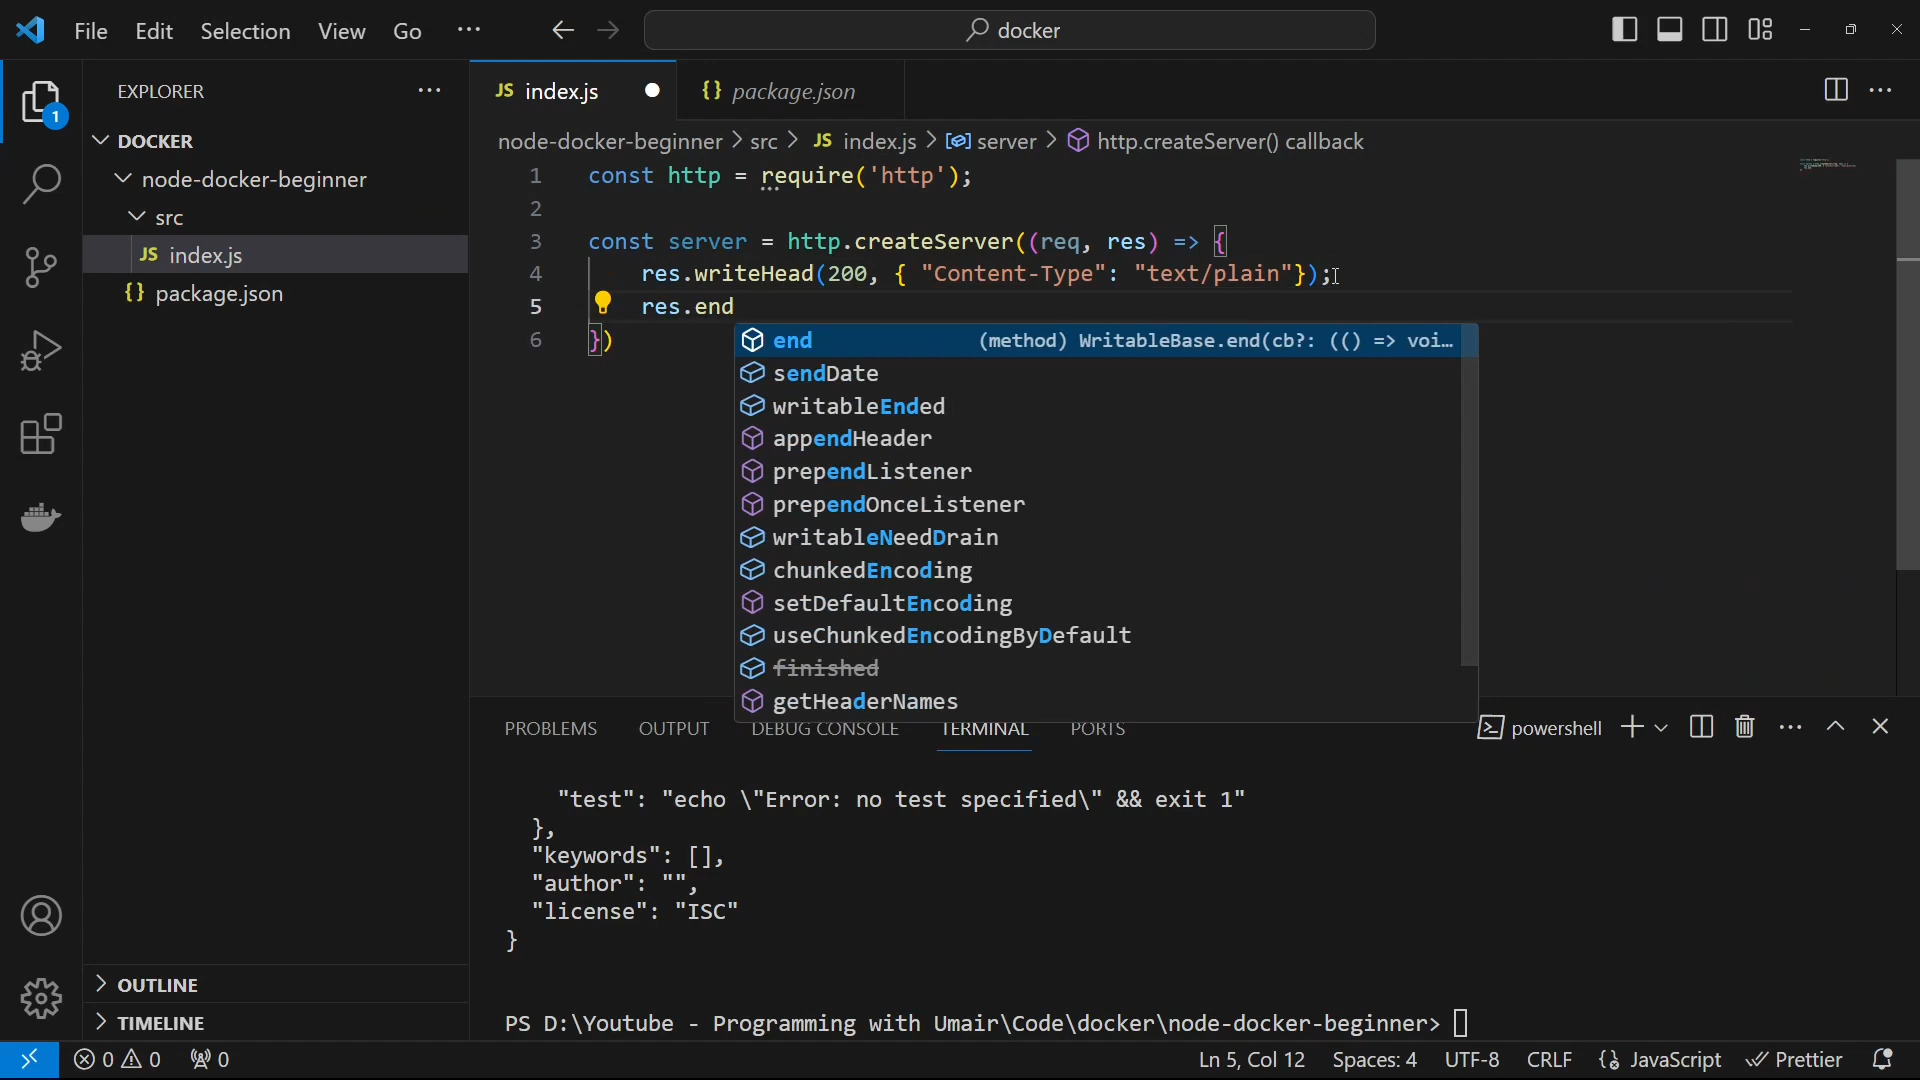 File Edit Selection View Go ··· docker
EXPLORER ···
1
DOCKER
node-docker-beginner
src
JS index.js
{} package.json
OUTLINE
TIMELINE
JS index.js {} package.json ···
node-docker-beginner > src > JS index.js > server > http.createServer() callback
1 const http = require('http');
2
3 const server = http.createServer((req, res) => {
4 res.writeHead(200, { "Content-Type": "text/plain"});
5 res.end
6 })
end (method) WritableBase.end(cb?: (() => voi…
sendDate
writableEnded
appendHeader
prependListener
prependOnceListener
writableNeedDrain
chunkedEncoding
setDefaultEncoding
useChunkedEncodingByDefault
finished
getHeaderNames
PROBLEMS OUTPUT DEBUG CONSOLE TERMINAL PORTS powershell ···
"test": "echo \"Error: no test specified\" && exit 1"
},
"keywords": [],
"author": "",
"license": "ISC"
}
PS D:\Youtube - Programming with Umair\Code\docker\node-docker-beginner>
0 0 0 Ln 5, Col 12 Spaces: 4 UTF-8 CRLF {} JavaScript Prettier